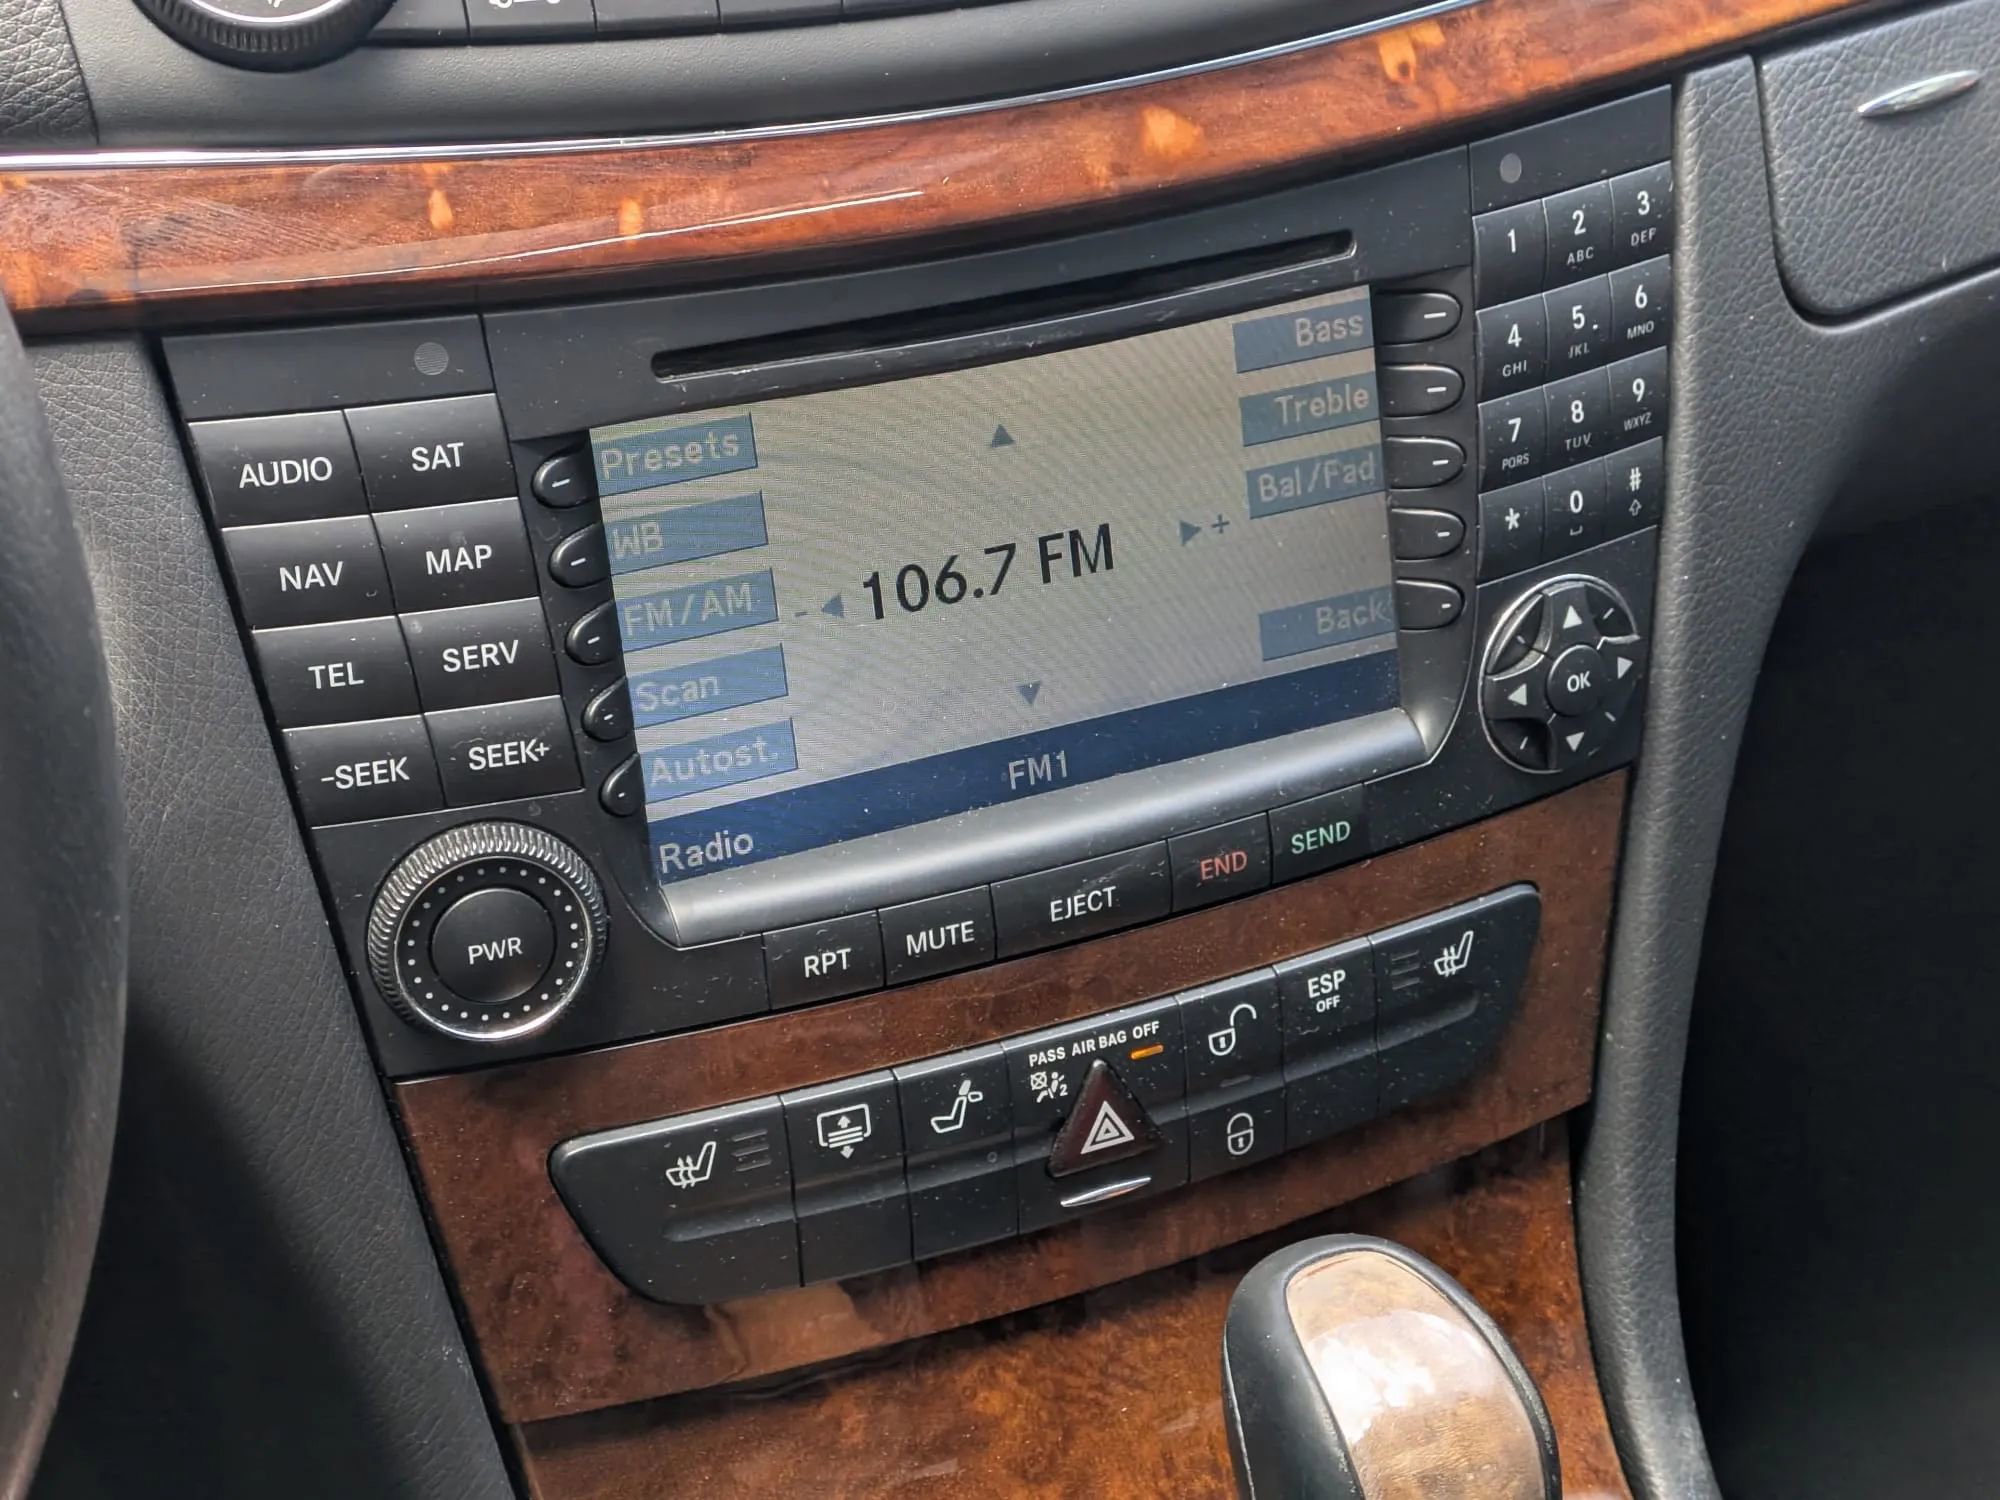 AUDIO
SAT
NAV
MAP
TEL
SERV
-SEEK
SEEK+
PWR
Presets
WB
FM/AM
Scan
Autost.
Radio
- 106.7 FM +
FM1
Bass
Treble
Bal/Fad
Back
1
2
ABC
3
DEF
4
GHI
5
JKL
6
MNO
7
PQRS
8
TUV
9
WXYZ
*
0
#
OK
RPT
MUTE
EJECT
END
SEND
PASS AIR BAG OFF
2
ESP
OFF